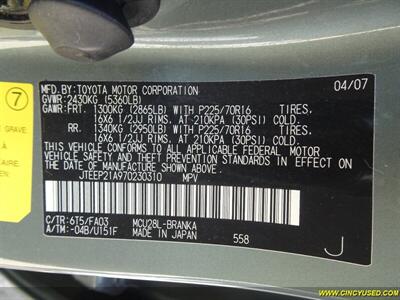 MFD.BY:TOYOTA MOTOR CORPORATION 04/07
GVWR:2430KG (5360LB)
GAWR:FRT. 1300KG (2865LB) WITH P225/70R16 TIRES,
16X6 1/2JJ RIMS, AT 210KPA (30PSI) COLD.
RR. 1340KG (2950LB) WITH P225/70R16 TIRES,
16X6 1/2JJ RIMS, AT 210KPA (30PSI) COLD.
THIS VEHICLE CONFORMS TO ALL APPLICABLE FEDERAL MOTOR
VEHICLE SAFETY STANDARDS IN EFFECT ON THE
DATE OF MANUFACTURE SHOWN ABOVE.
JTEEP21A970230310 MPV
C/TR:6T5/FA03 MCU28L-BRANKA
A/TM:-04B/U151F MADE IN JAPAN 558
J
7
GRAVE.
WWW.CINCYUSED.COM